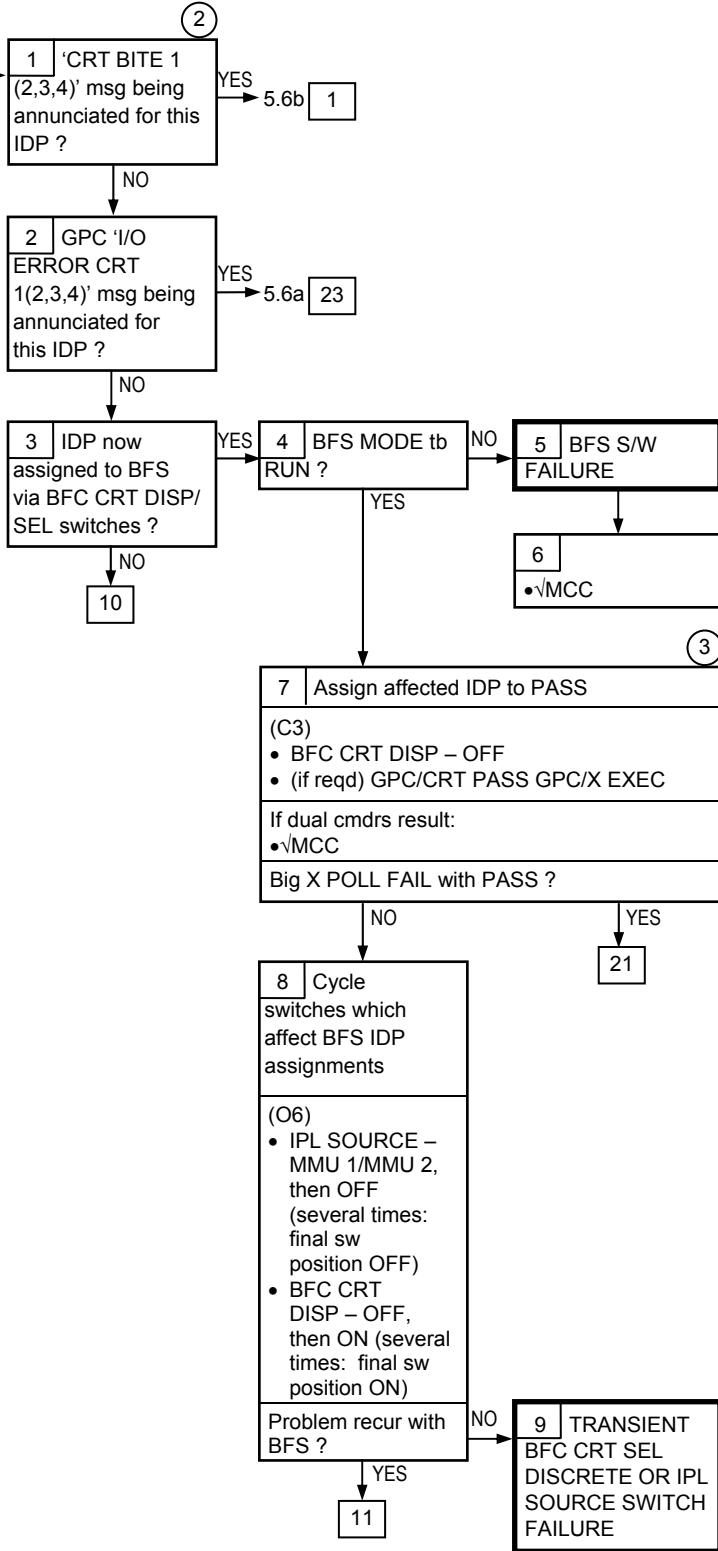 2
1 'CRT BITE 1
(2,3,4)' msg being
annunciated for this
IDP ?
YES
5.6b 1
NO
2 GPC 'I/O
ERROR CRT
1(2,3,4)' msg being
annunciated for
this IDP ?
YES
5.6a 23
NO
3 IDP now
assigned to BFS
via BFC CRT DISP/
SEL switches ?
YES
NO
10
4 BFS MODE tb
RUN ?
NO
YES
5 BFS S/W
FAILURE
6
•√MCC
3
7 Assign affected IDP to PASS
(C3)
• BFC CRT DISP – OFF
• (if reqd) GPC/CRT PASS GPC/X EXEC
If dual cmdrs result:
•√MCC
Big X POLL FAIL with PASS ?
NO
YES
21
8 Cycle
switches which
affect BFS IDP
assignments
(O6)
• IPL SOURCE –
MMU 1/MMU 2,
then OFF
(several times:
final sw
position OFF)
• BFC CRT
DISP – OFF,
then ON (several
times: final sw
position ON)
Problem recur with
BFS ?
NO
YES
11
9 TRANSIENT
BFC CRT SEL
DISCRETE OR IPL
SOURCE SWITCH
FAILURE